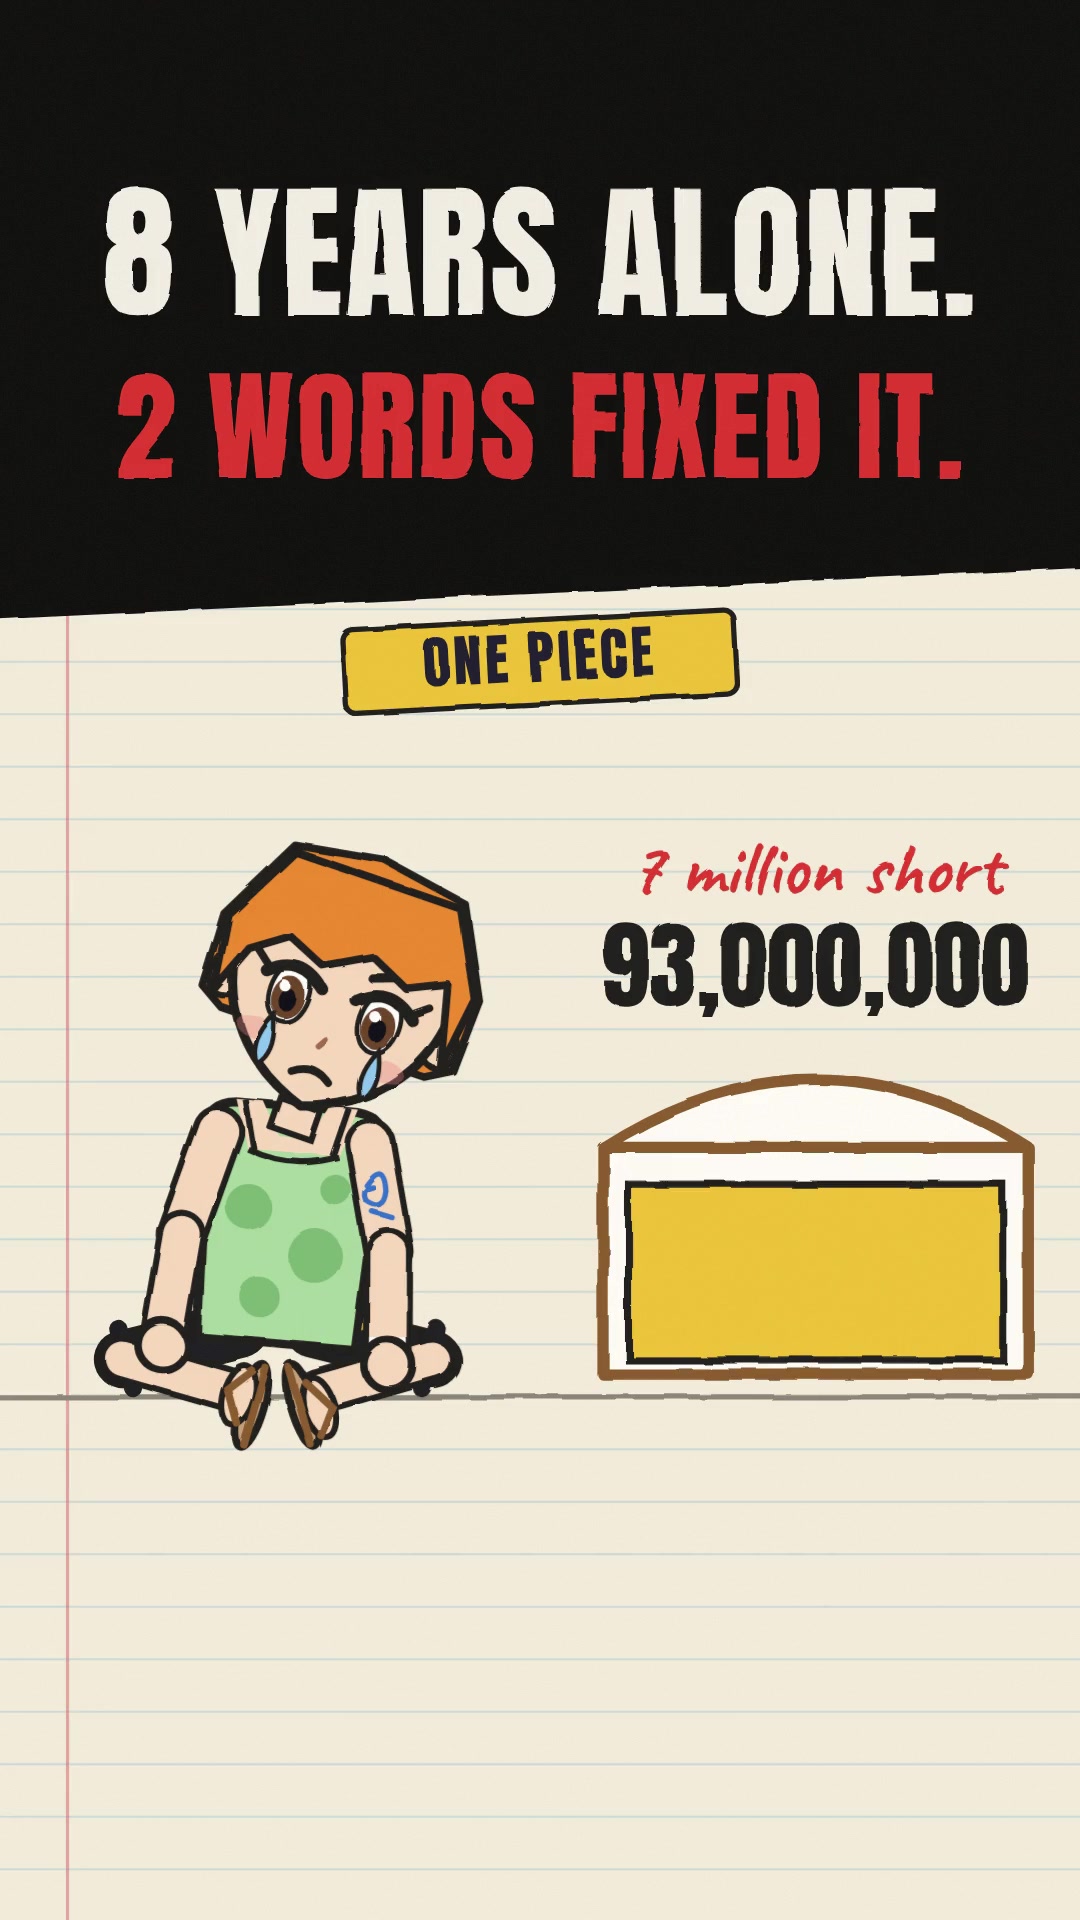 8 YEARS ALONE.
2 WORDS FIXED IT.
ONE PIECE
7 million short
93,000,000